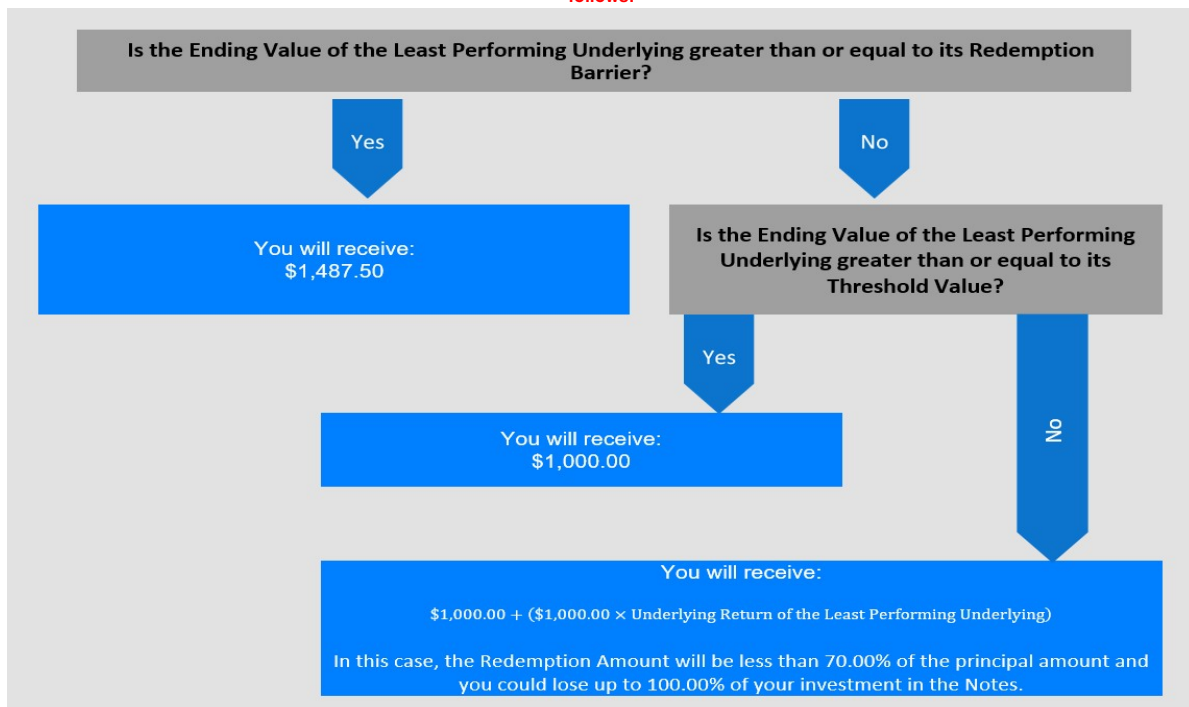 Is the Ending Value of the Least Performing Underlying greater than or equal to its Redemption
Barrier?
Yes
No
You will receive:
$1,487.50
Is the Ending Value of the Least Performing
Underlying greater than or equal to its
Threshold Value?
Yes
No
You will receive:
$1,000.00
You will receive:
$1,000.00 + ($1,000.00 × Underlying Return of the Least Performing Underlying)
In this case, the Redemption Amount will be less than 70.00% of the principal amount and
you could lose up to 100.00% of your investment in the Notes.